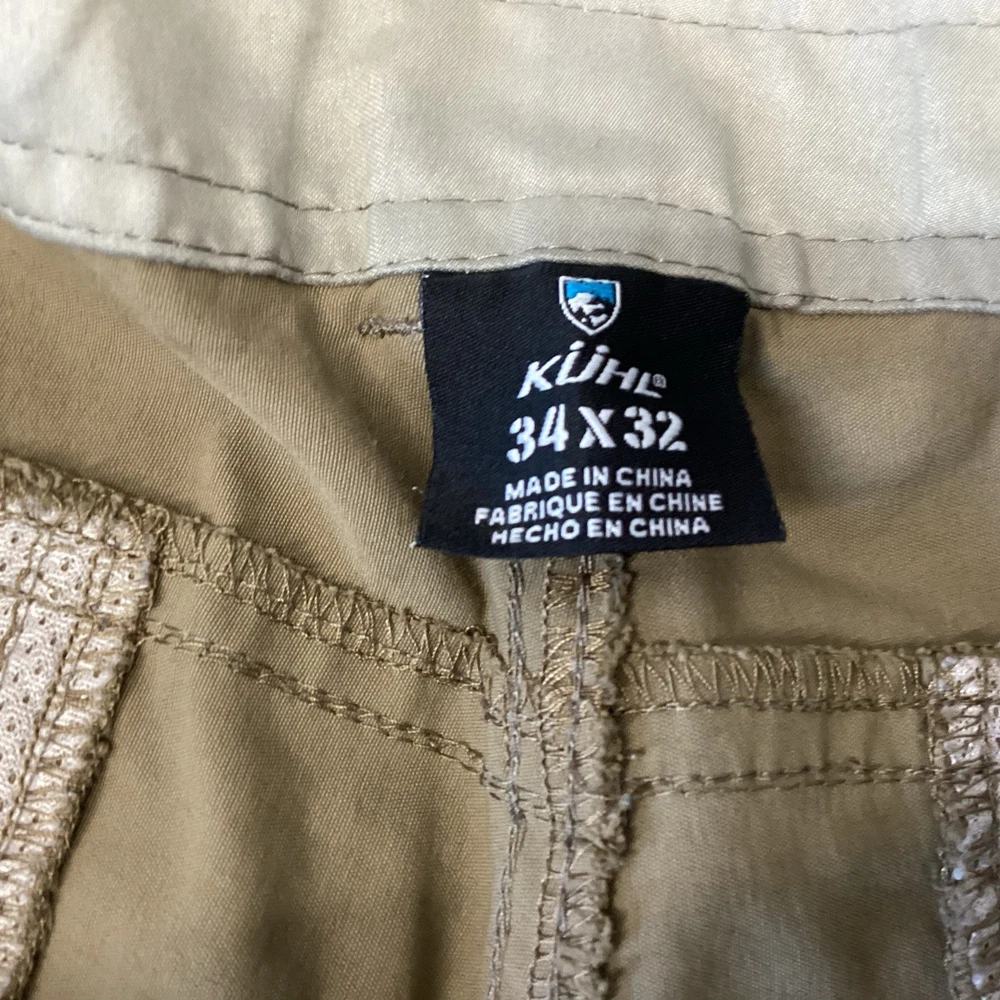 KÜHL®
34 X 32
MADE IN CHINA
FABRIQUE EN CHINE
HECHO EN CHINA